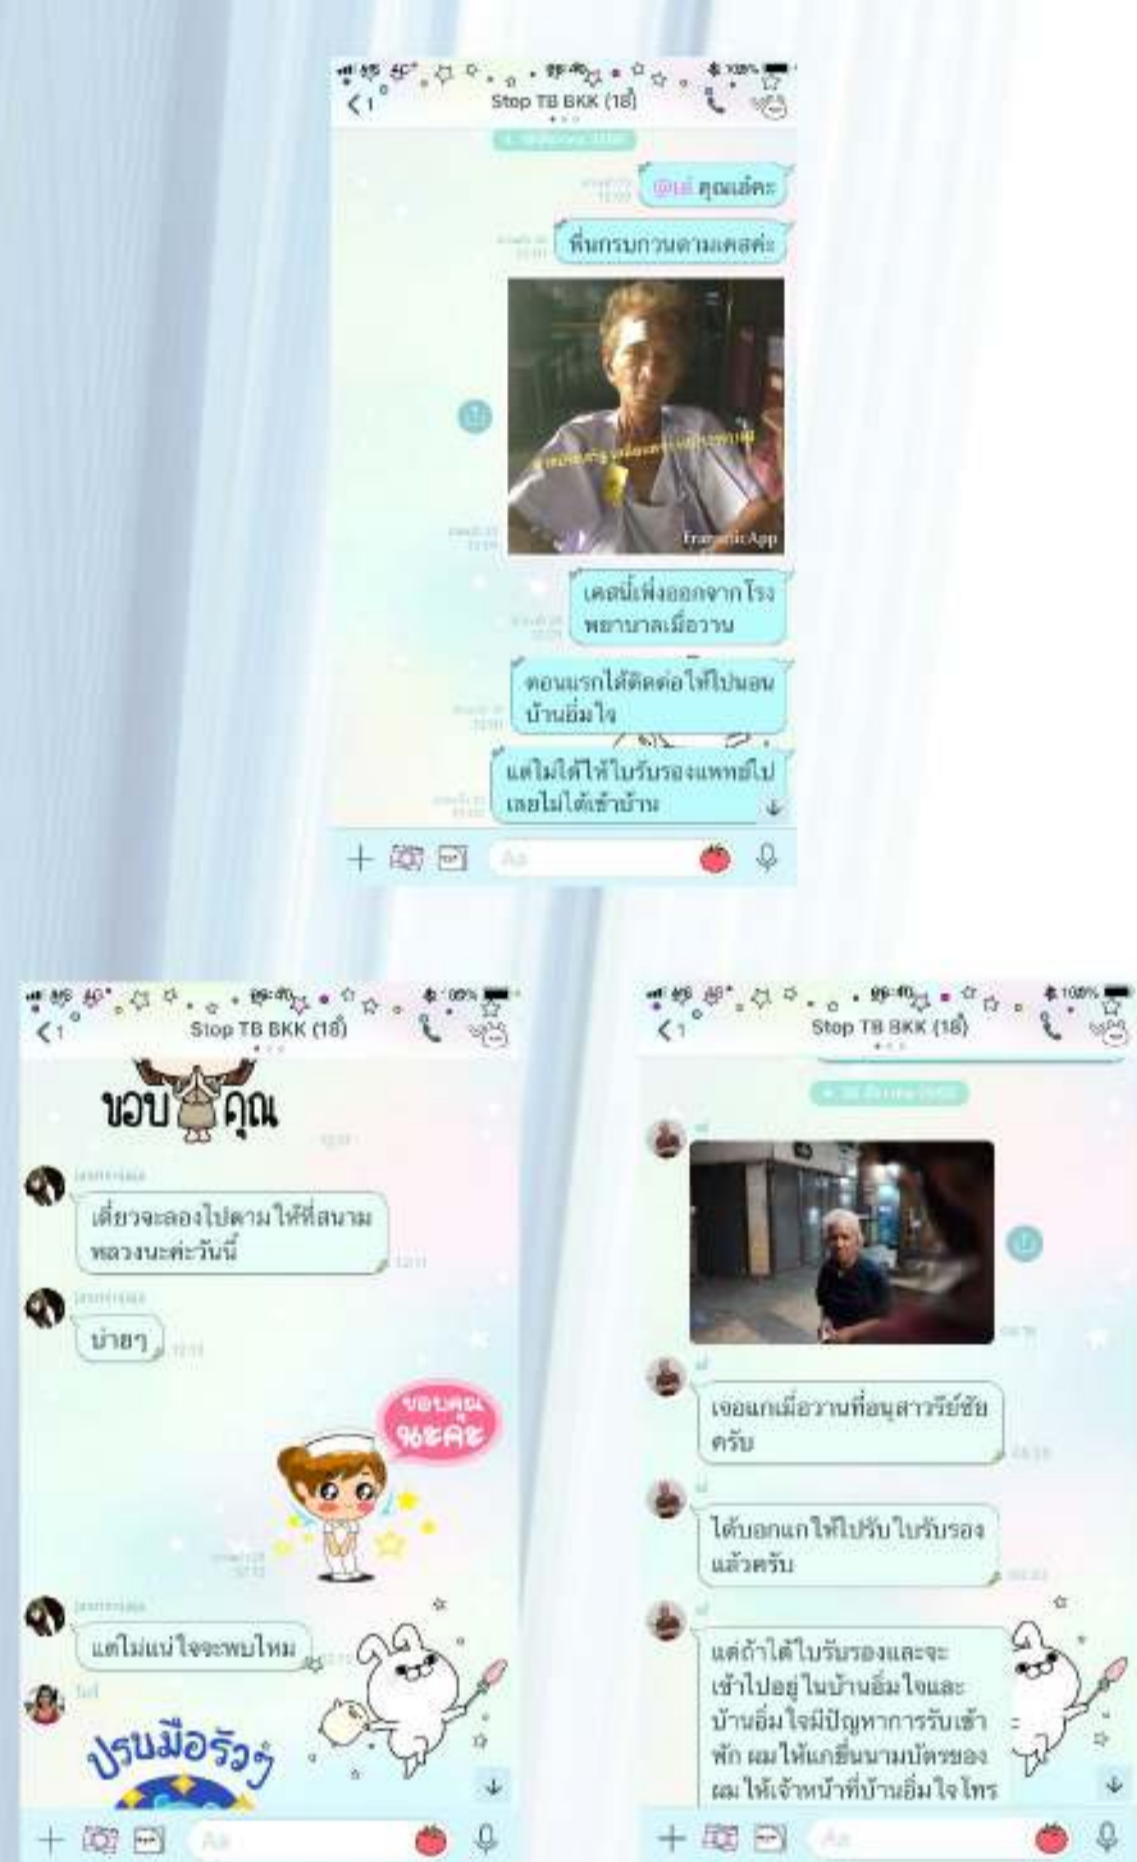 Stop TB BKK (18)
@เอ๋ คุณเอ๋คะ
พี่นกรบกวนตามเคสค่ะ
Framatic App
เคสนี้เพิ่งออกจากโรง
พยาบาลเมื่อวาน
ตอนแรกได้ติดต่อให้ไปนอน
บ้านอิ่มใจ
แต่ไม่ได้ให้ใบรับรองแพทย์ไป
เลยไม่ได้เข้าบ้าน
Aa
Stop TB BKK (18)
ขอบคุณ
เดี๋ยวจะลองไปตามให้ที่สนาม
หลวงนะค่ะวันนี้
12:11
บ่ายๆ
ขอบคุณ
นะคะ
แต่ไม่แน่ใจจะพบไหม
ปรบมือรัวๆ
Aa
Stop TB BKK (18)
เจอแกเมื่อวานที่อนุสาวรีย์ชัย
ครับ
ได้บอกแกให้ไปรับใบรับรอง
แล้วครับ
แต่ถ้าได้ใบรับรองและจะ
เข้าไปอยู่ในบ้านอิ่มใจและ
บ้านอิ่มใจมีปัญหาการรับเข้า
พัก ผมให้แกยื่นนามบัตรของ
ผมให้เจ้าหน้าที่บ้านอิ่มใจโทร
Aa